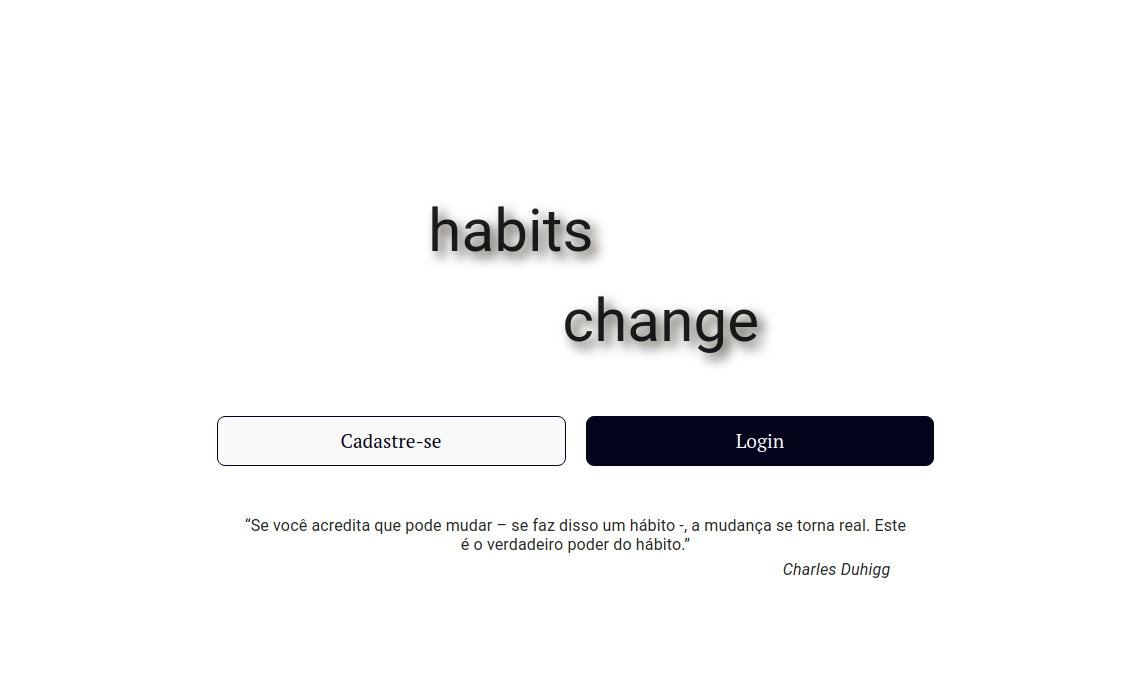 habits
change
Cadastre-se
Login
“Se você acredita que pode mudar – se faz disso um hábito -, a mudança se torna real. Este
é o verdadeiro poder do hábito.”
Charles Duhigg